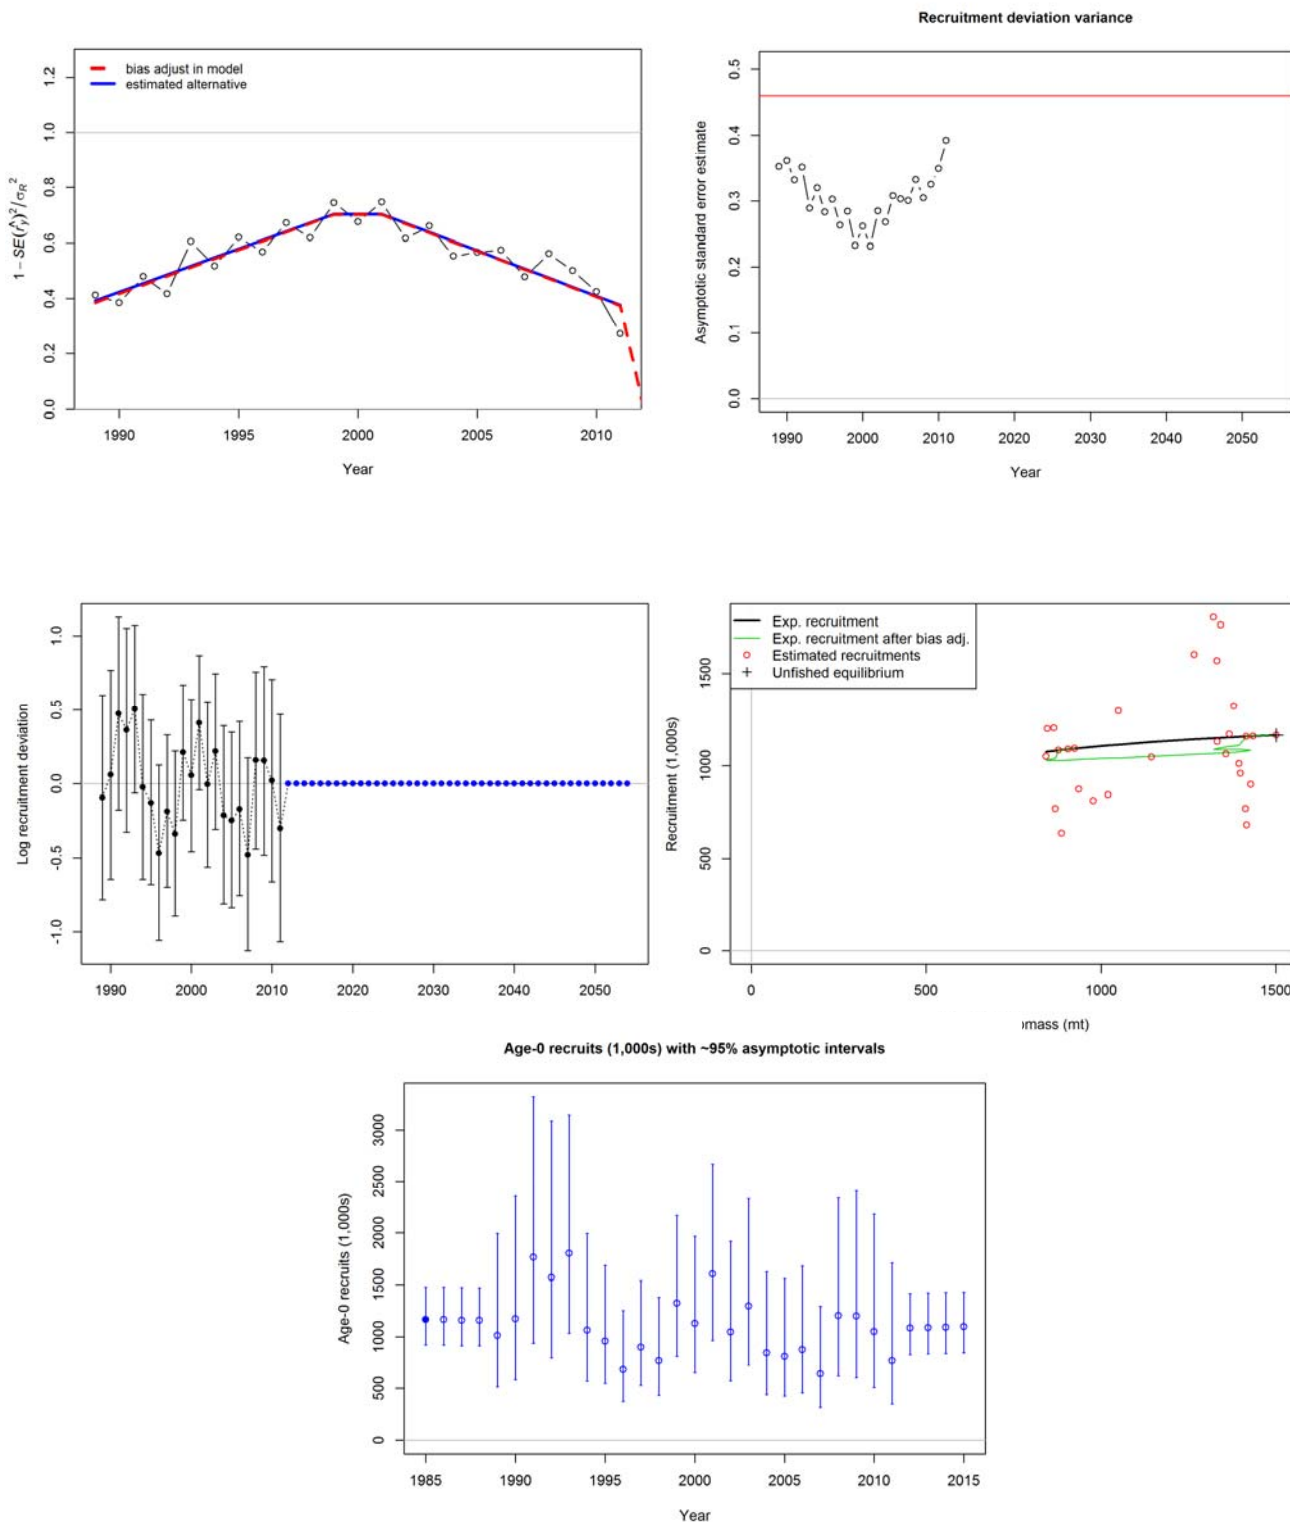 Recruitment deviation variance
bias adjust in model
estimated alternative
1 − SE(r̂y)² / σR²
0.0 0.2 0.4 0.6 0.8 1.0 1.2
1990 1995 2000 2005 2010
Year
Asymptotic standard error estimate
0.0 0.1 0.2 0.3 0.4 0.5
1990 2000 2010 2020 2030 2040 2050
Year
Log recruitment deviation
-1.0 -0.5 0.0 0.5 1.0
1990 2000 2010 2020 2030 2040 2050
Exp. recruitment
Exp. recruitment after bias adj.
Estimated recruitments
Unfished equilibrium
Recruitment (1,000s)
0 500 1000 1500
0 500 1000 1500
mass (mt)
Age-0 recruits (1,000s) with ~95% asymptotic intervals
Age-0 recruits (1,000s)
0 500 1000 1500 2000 2500 3000
1985 1990 1995 2000 2005 2010 2015
Year